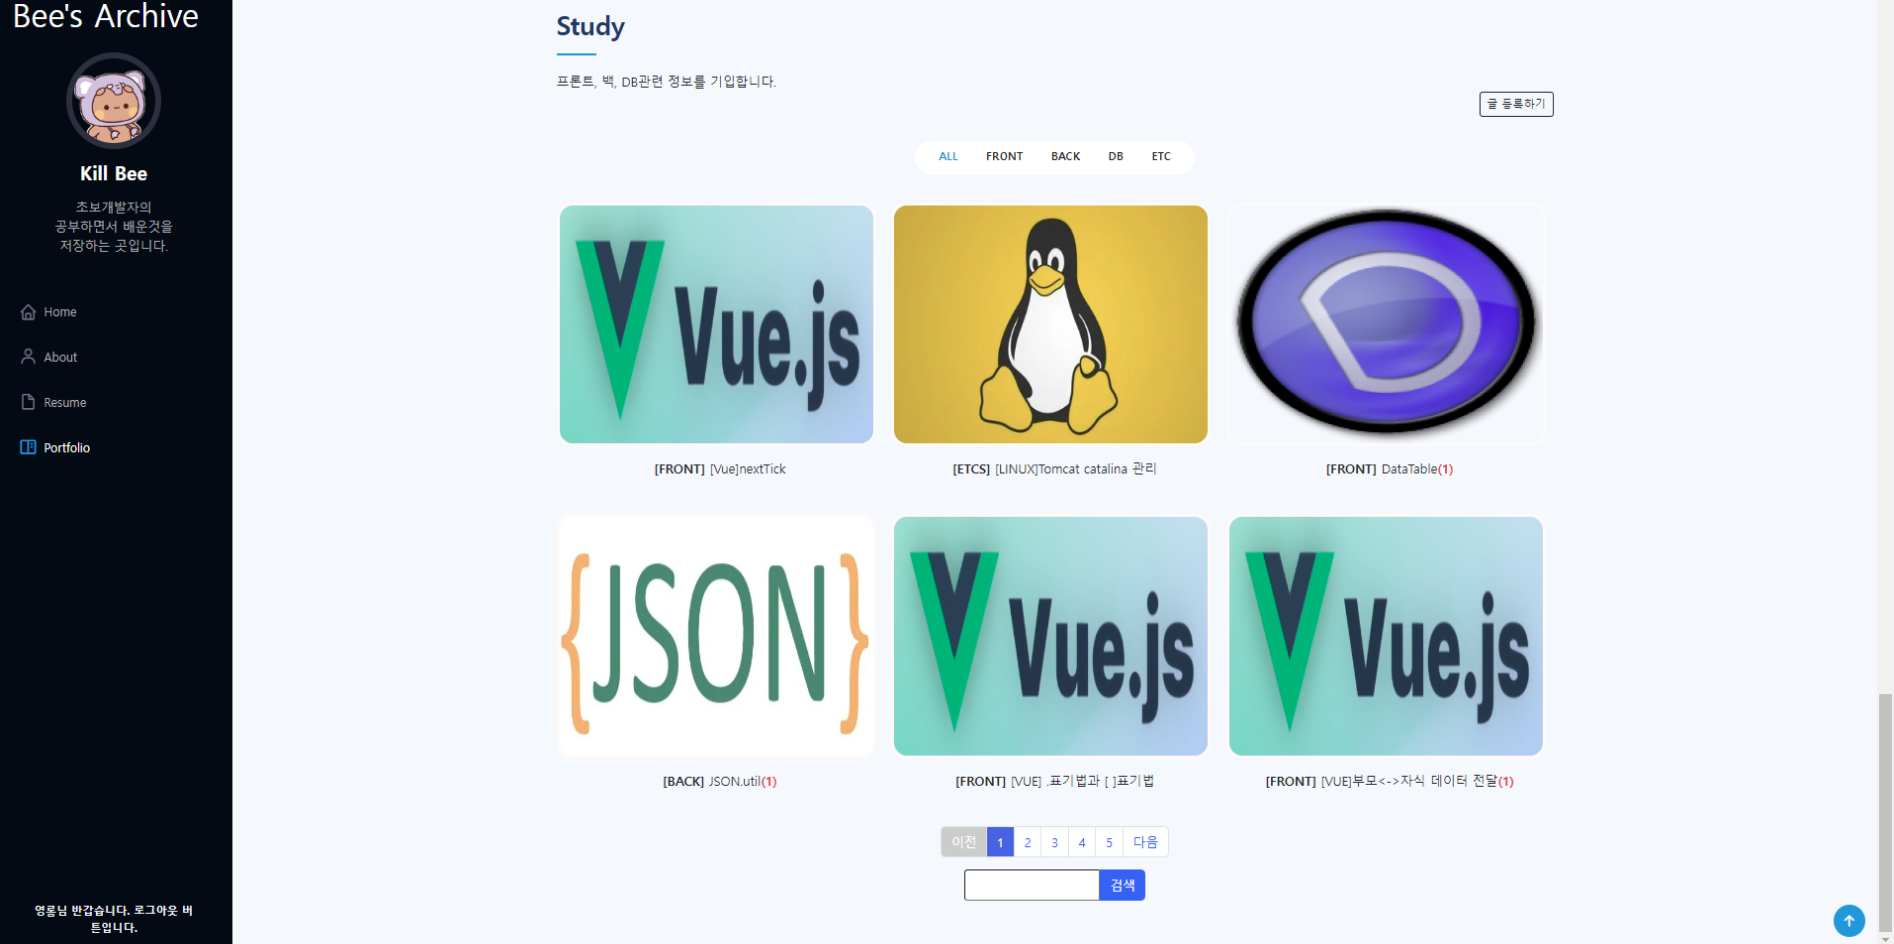 Bee's Archive
Kill Bee
초보개발자의
공부하면서 배운것을
저장하는 곳입니다.
Home
About
Resume
Portfolio
영롱님 반갑습니다. 로그아웃 버
튼입니다.
Study
프론트, 백, DB관련 정보를 기입합니다.
글 등록하기
ALL FRONT BACK DB ETC
Vue.js
[FRONT] [Vue]nextTick
[ETCS] [LINUX]Tomcat catalina 관리
[FRONT] DataTable(1)
{JSON}
Vue.js
Vue.js
[BACK] JSON.util(1)
[FRONT] [VUE] .표기법과 [ ]표기법
[FRONT] [VUE]부모<->자식 데이터 전달(1)
이전 1 2 3 4 5 다음
검색